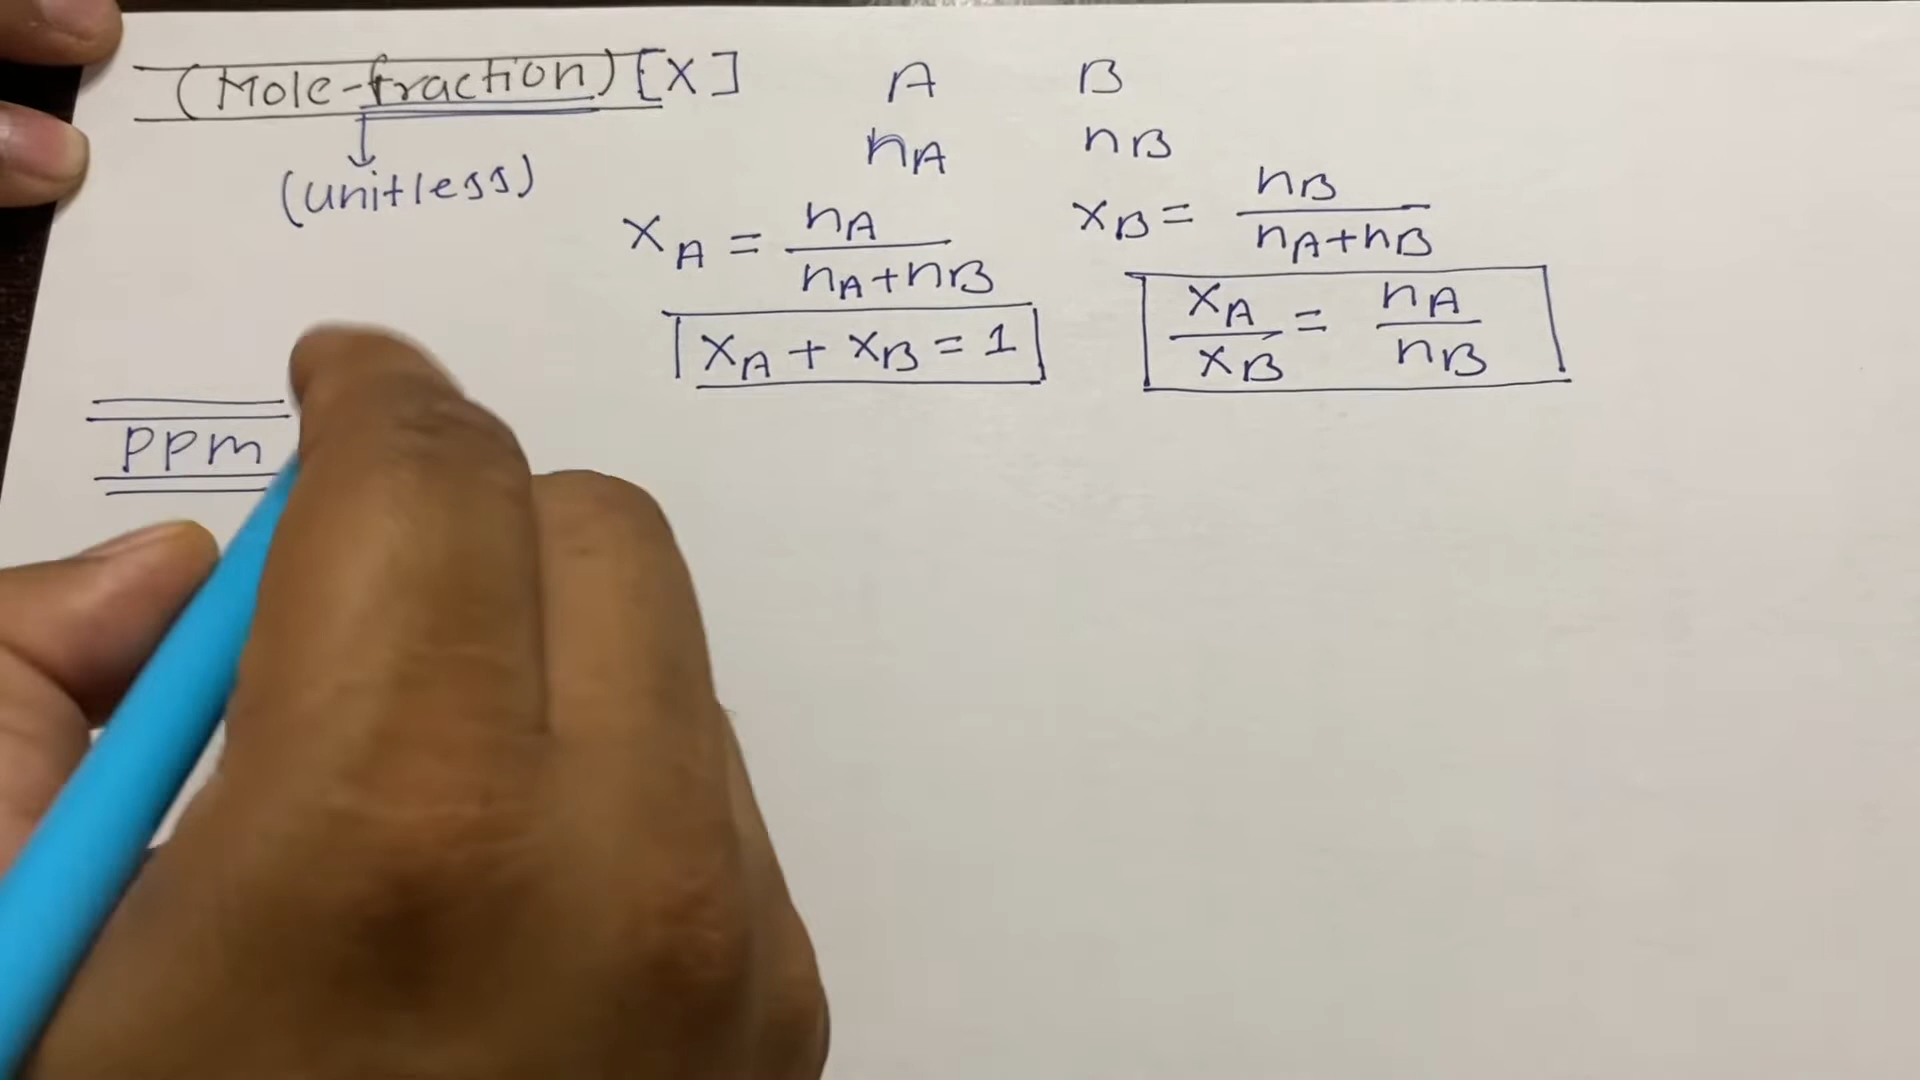 (Mole-fraction) [X]
(unitless)
A B
nA nB
xA = nA / nA+nB
xB = nB / nA+nB
xA + xB = 1
xA / xB = nA / nB
PPm